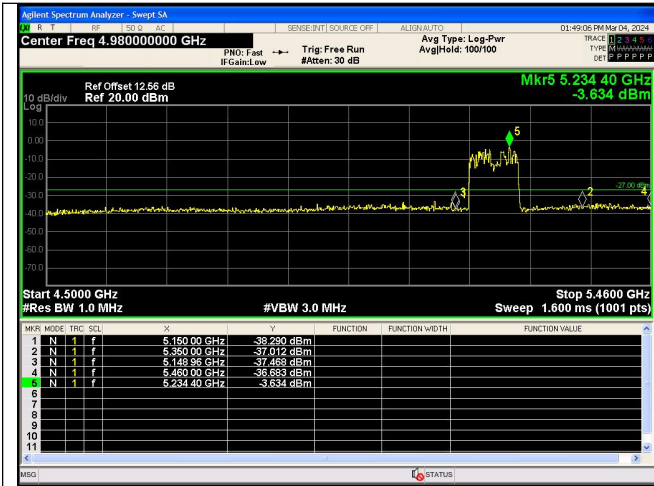 Agilent Spectrum Analyzer - Swept SA
R T RF 50 Ω AC SENSE:INT SOURCE OFF ALIGN AUTO 01:49:06 PM Mar 04, 2024
Center Freq 4.980000000 GHz Avg Type: Log-Pwr TRACE 1 2 3 4 5 6
PNO: Fast Trig: Free Run Avg|Hold: 100/100 TYPE M
IFGain:Low #Atten: 30 dB DET P P P P P P
Mkr5 5.234 40 GHz
Ref Offset 12.56 dB
10 dB/div Ref 20.00 dBm -3.634 dBm
Log
10.0
0.00
5
-10.0
-20.0
-27.00 dBm
-30.0
3 2 4
-40.0
-50.0
-60.0
-70.0
Start 4.5000 GHz Stop 5.4600 GHz
#Res BW 1.0 MHz #VBW 3.0 MHz Sweep 1.600 ms (1001 pts)
MKR MODE TRC SCL X Y FUNCTION FUNCTION WIDTH FUNCTION VALUE
1 N 1 f 5.150 00 GHz -38.290 dBm
2 N 1 f 5.350 00 GHz -37.012 dBm
3 N 1 f 5.148 96 GHz -37.468 dBm
4 N 1 f 5.460 00 GHz -36.683 dBm
5 N 1 f 5.234 40 GHz -3.634 dBm
6
7
8
9
10
11
MSG STATUS